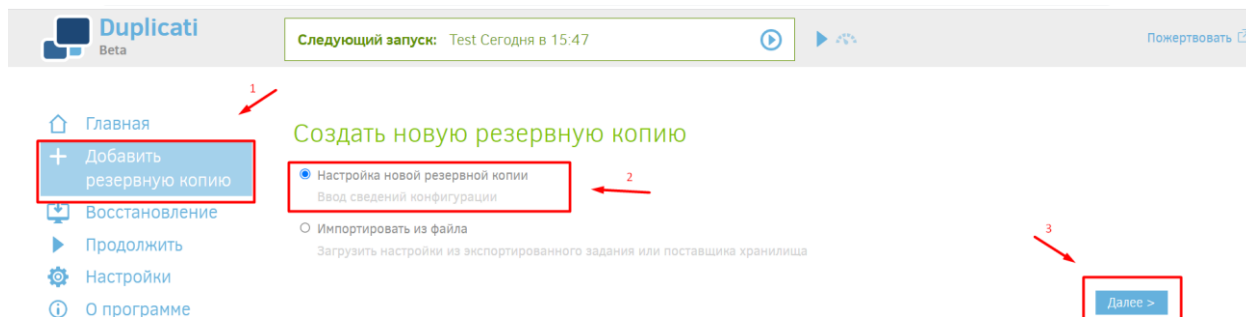 Duplicati
Beta
Следующий запуск: Test Сегодня в 15:47
Пожертвовать
1
Главная
Добавить
резервную копию
Восстановление
Продолжить
Настройки
О программе
Создать новую резервную копию
Настройка новой резервной копии
Ввод сведений конфигурации
2
Импортировать из файла
Загрузить настройки из экспортированного задания или поставщика хранилища
3
Далее >